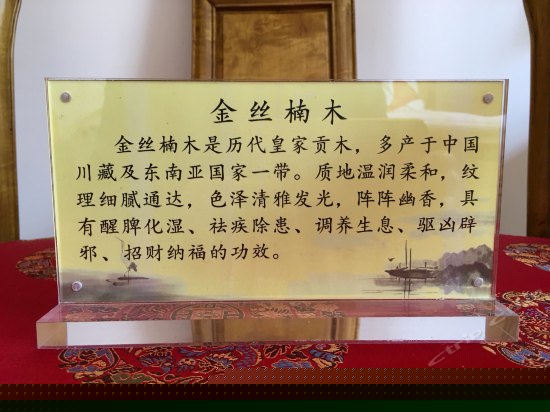 金丝楠木
金丝楠木是历代皇家贡木，多产于中国
川藏及东南亚国家一带。质地温润柔和，纹
理细腻通达，色泽清雅发光，阵阵幽香，具
有醒脾化湿、祛疾除患、调养生息、驱凶辟
邪、招财纳福的功效。